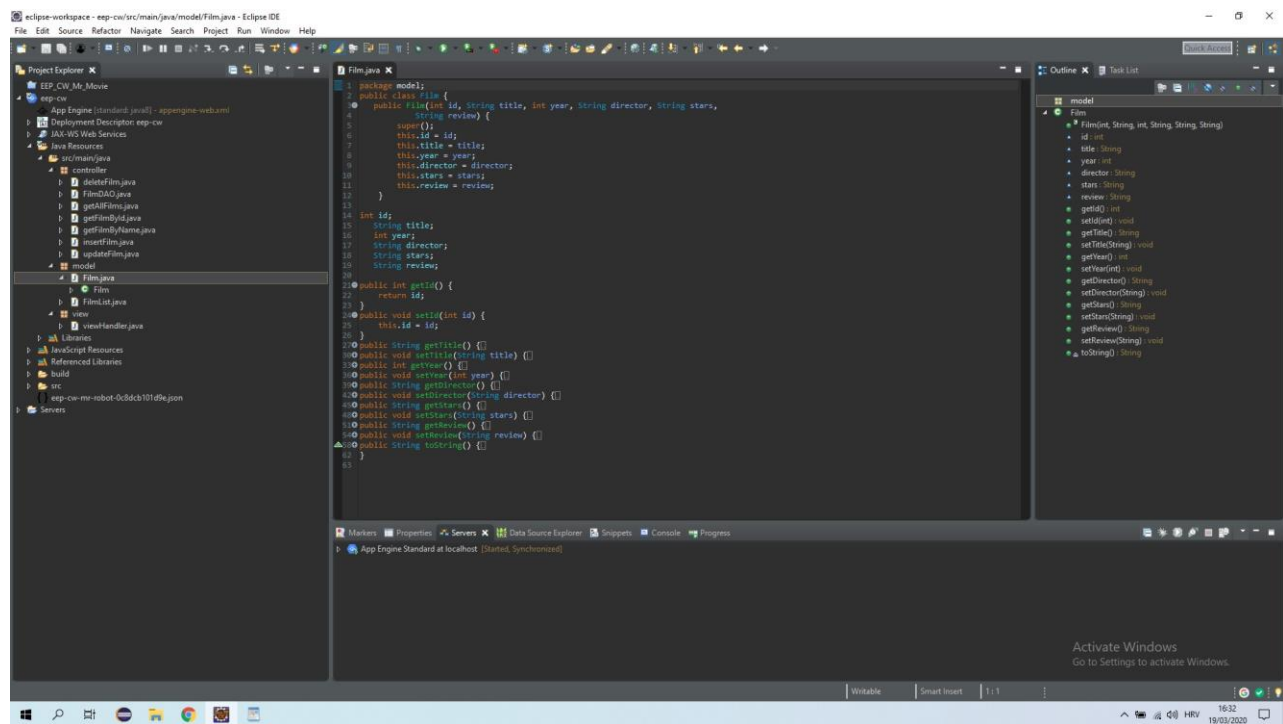 eclipse-workspace - eep-cw/src/main/java/model/Film.java - Eclipse IDE
File Edit Source Refactor Navigate Search Project Run Window Help
Quick Access
Project Explorer
EEP_CW_Mr_Movie
eep-cw
App Engine [standard: java8] - appengine-web.xml
Deployment Descriptor: eep-cw
JAX-WS Web Services
Java Resources
src/main/java
controller
deleteFilm.java
FilmDAO.java
getAllFilms.java
getFilmById.java
getFilmByName.java
insertFilm.java
updateFilm.java
model
Film.java
Film
FilmList.java
view
viewHandler.java
Libraries
JavaScript Resources
Referenced Libraries
build
src
eep-cw-mr-robot-0c8dcb101d9e.json
Servers
Film.java
1 package model;
2 public class Film {
3 public Film(int id, String title, int year, String director, String stars,
4 String review) {
5 super();
6 this.id = id;
7 this.title = title;
8 this.year = year;
9 this.director = director;
10 this.stars = stars;
11 this.review = review;
12 }
13
14 int id;
15 String title;
16 int year;
17 String director;
18 String stars;
19 String review;
20
21 public int getId() {
22 return id;
23 }
24 public void setId(int id) {
25 this.id = id;
26 }
27 public String getTitle() {
30 public void setTitle(String title) {
33 public int getYear() {
36 public void setYear(int year) {
39 public String getDirector() {
42 public void setDirector(String director) {
45 public String getStars() {
48 public void setStars(String stars) {
51 public String getReview() {
54 public void setReview(String review) {
public String toString() {
62 }
63
Outline Task List
model
Film
Film(int, String, int, String, String, String)
id : int
title : String
year : int
director : String
stars : String
review : String
getId() : int
setId(int) : void
getTitle() : String
setTitle(String) : void
getYear() : int
setYear(int) : void
getDirector() : String
setDirector(String) : void
getStars() : String
setStars(String) : void
getReview() : String
setReview(String) : void
toString() : String
Markers Properties Servers Data Source Explorer Snippets Console Progress
App Engine Standard at localhost [Started, Synchronized]
Activate Windows
Go to Settings to activate Windows.
Writable Smart Insert 1 : 1
HRV
16:32
19/03/2020